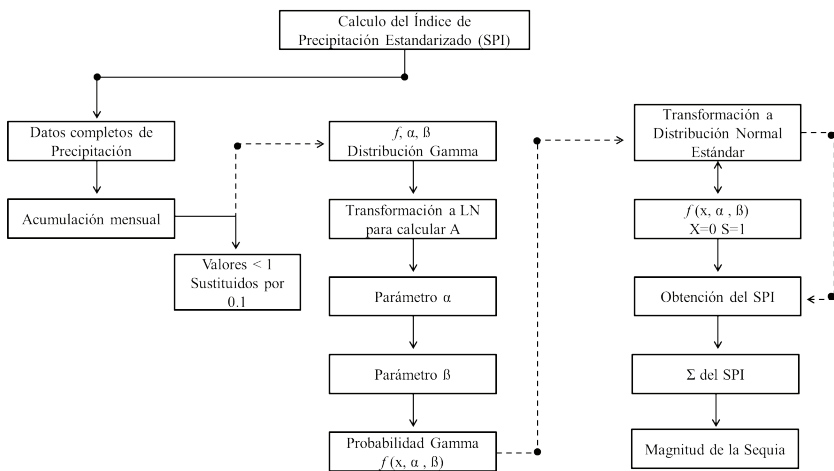 Calculo del Índice de
Precipitación Estandarizado (SPI)
Datos completos de
Precipitación
Acumulación mensual
Valores < 1
Sustituidos por
0.1
f, α, ß
Distribución Gamma
Transformación a LN
para calcular A
Parámetro α
Parámetro ß
Probabilidad Gamma
f (x, α , ß)
Transformación a
Distribución Normal
Estándar
f (x, α , ß)
X=0 S=1
Obtención del SPI
Σ del SPI
Magnitud de la Sequia